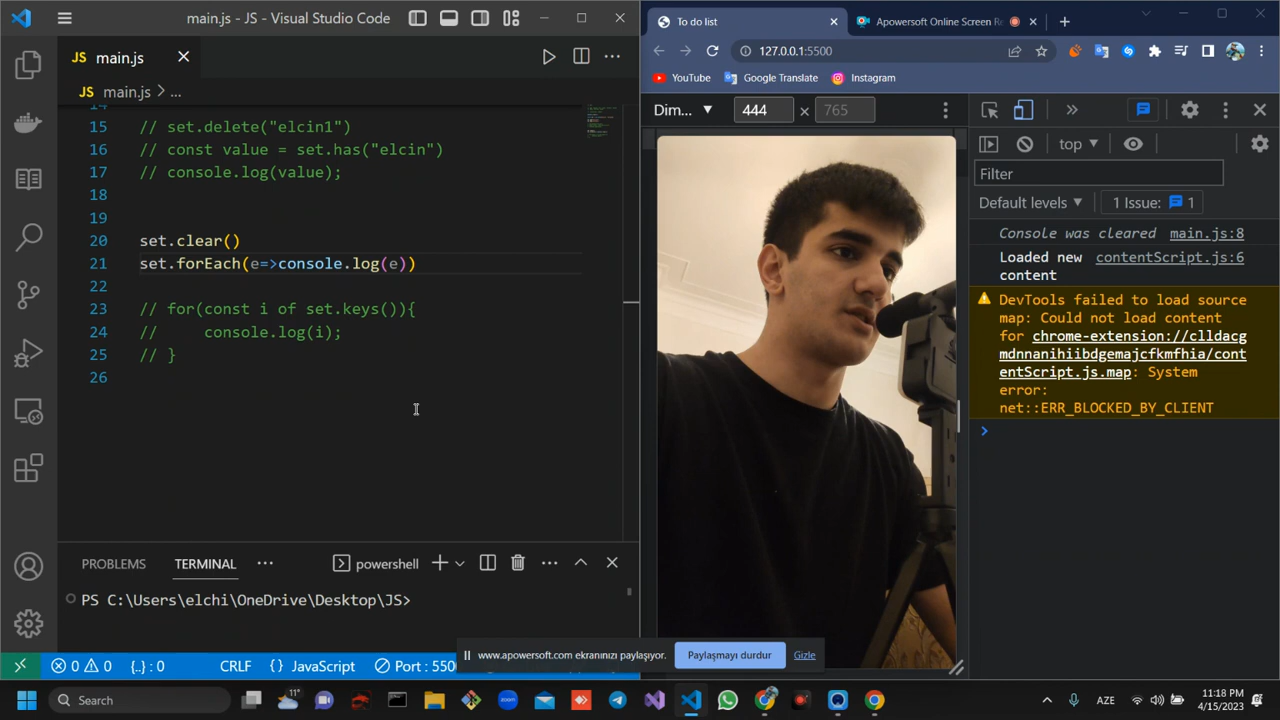 main.js - JS - Visual Studio Code
JS main.js
JS main.js > ...
14
15 // set.delete("elcin1")
16 // const value = set.has("elcin")
17 // console.log(value);
18
19
20 set.clear()
21 set.forEach(e=>console.log(e))
22
23 // for(const i of set.keys()){
24 // console.log(i);
25 // }
26
PROBLEMS TERMINAL ... powershell
PS C:\Users\elchi\OneDrive\Desktop\JS>
0 0 {..} : 0 CRLF {} JavaScript Port : 550
To do list
Apowersoft Online Screen Re
127.0.0.1:5500
YouTube Google Translate Instagram
Dim... ▼ 444 × 765
top ▼
Filter
Default levels ▼ 1 Issue: 1
Console was cleared main.js:8
Loaded new contentScript.js:6
content
DevTools failed to load source
map: Could not load content
for chrome-extension://clldacg
mdnnanihiibdgemajcfkmfhia/cont
entScript.js.map: System
error:
net::ERR_BLOCKED_BY_CLIENT
www.apowersoft.com ekranınızı paylaşıyor. Paylaşmayı durdur Gizle
Search
11°
zoom
AZE
11:18 PM
4/15/2023